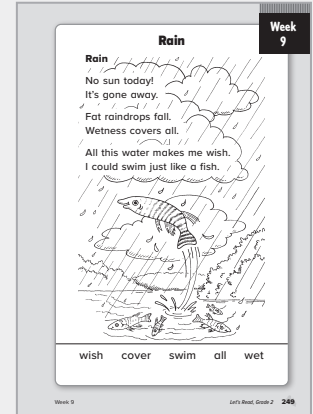 Week
9
Rain
Rain
No sun today!
It's gone away.
Fat raindrops fall.
Wetness covers all.
All this water makes me wish.
I could swim just like a fish.
wish cover swim all wet
Week 9 Let's Read, Grade 2 249